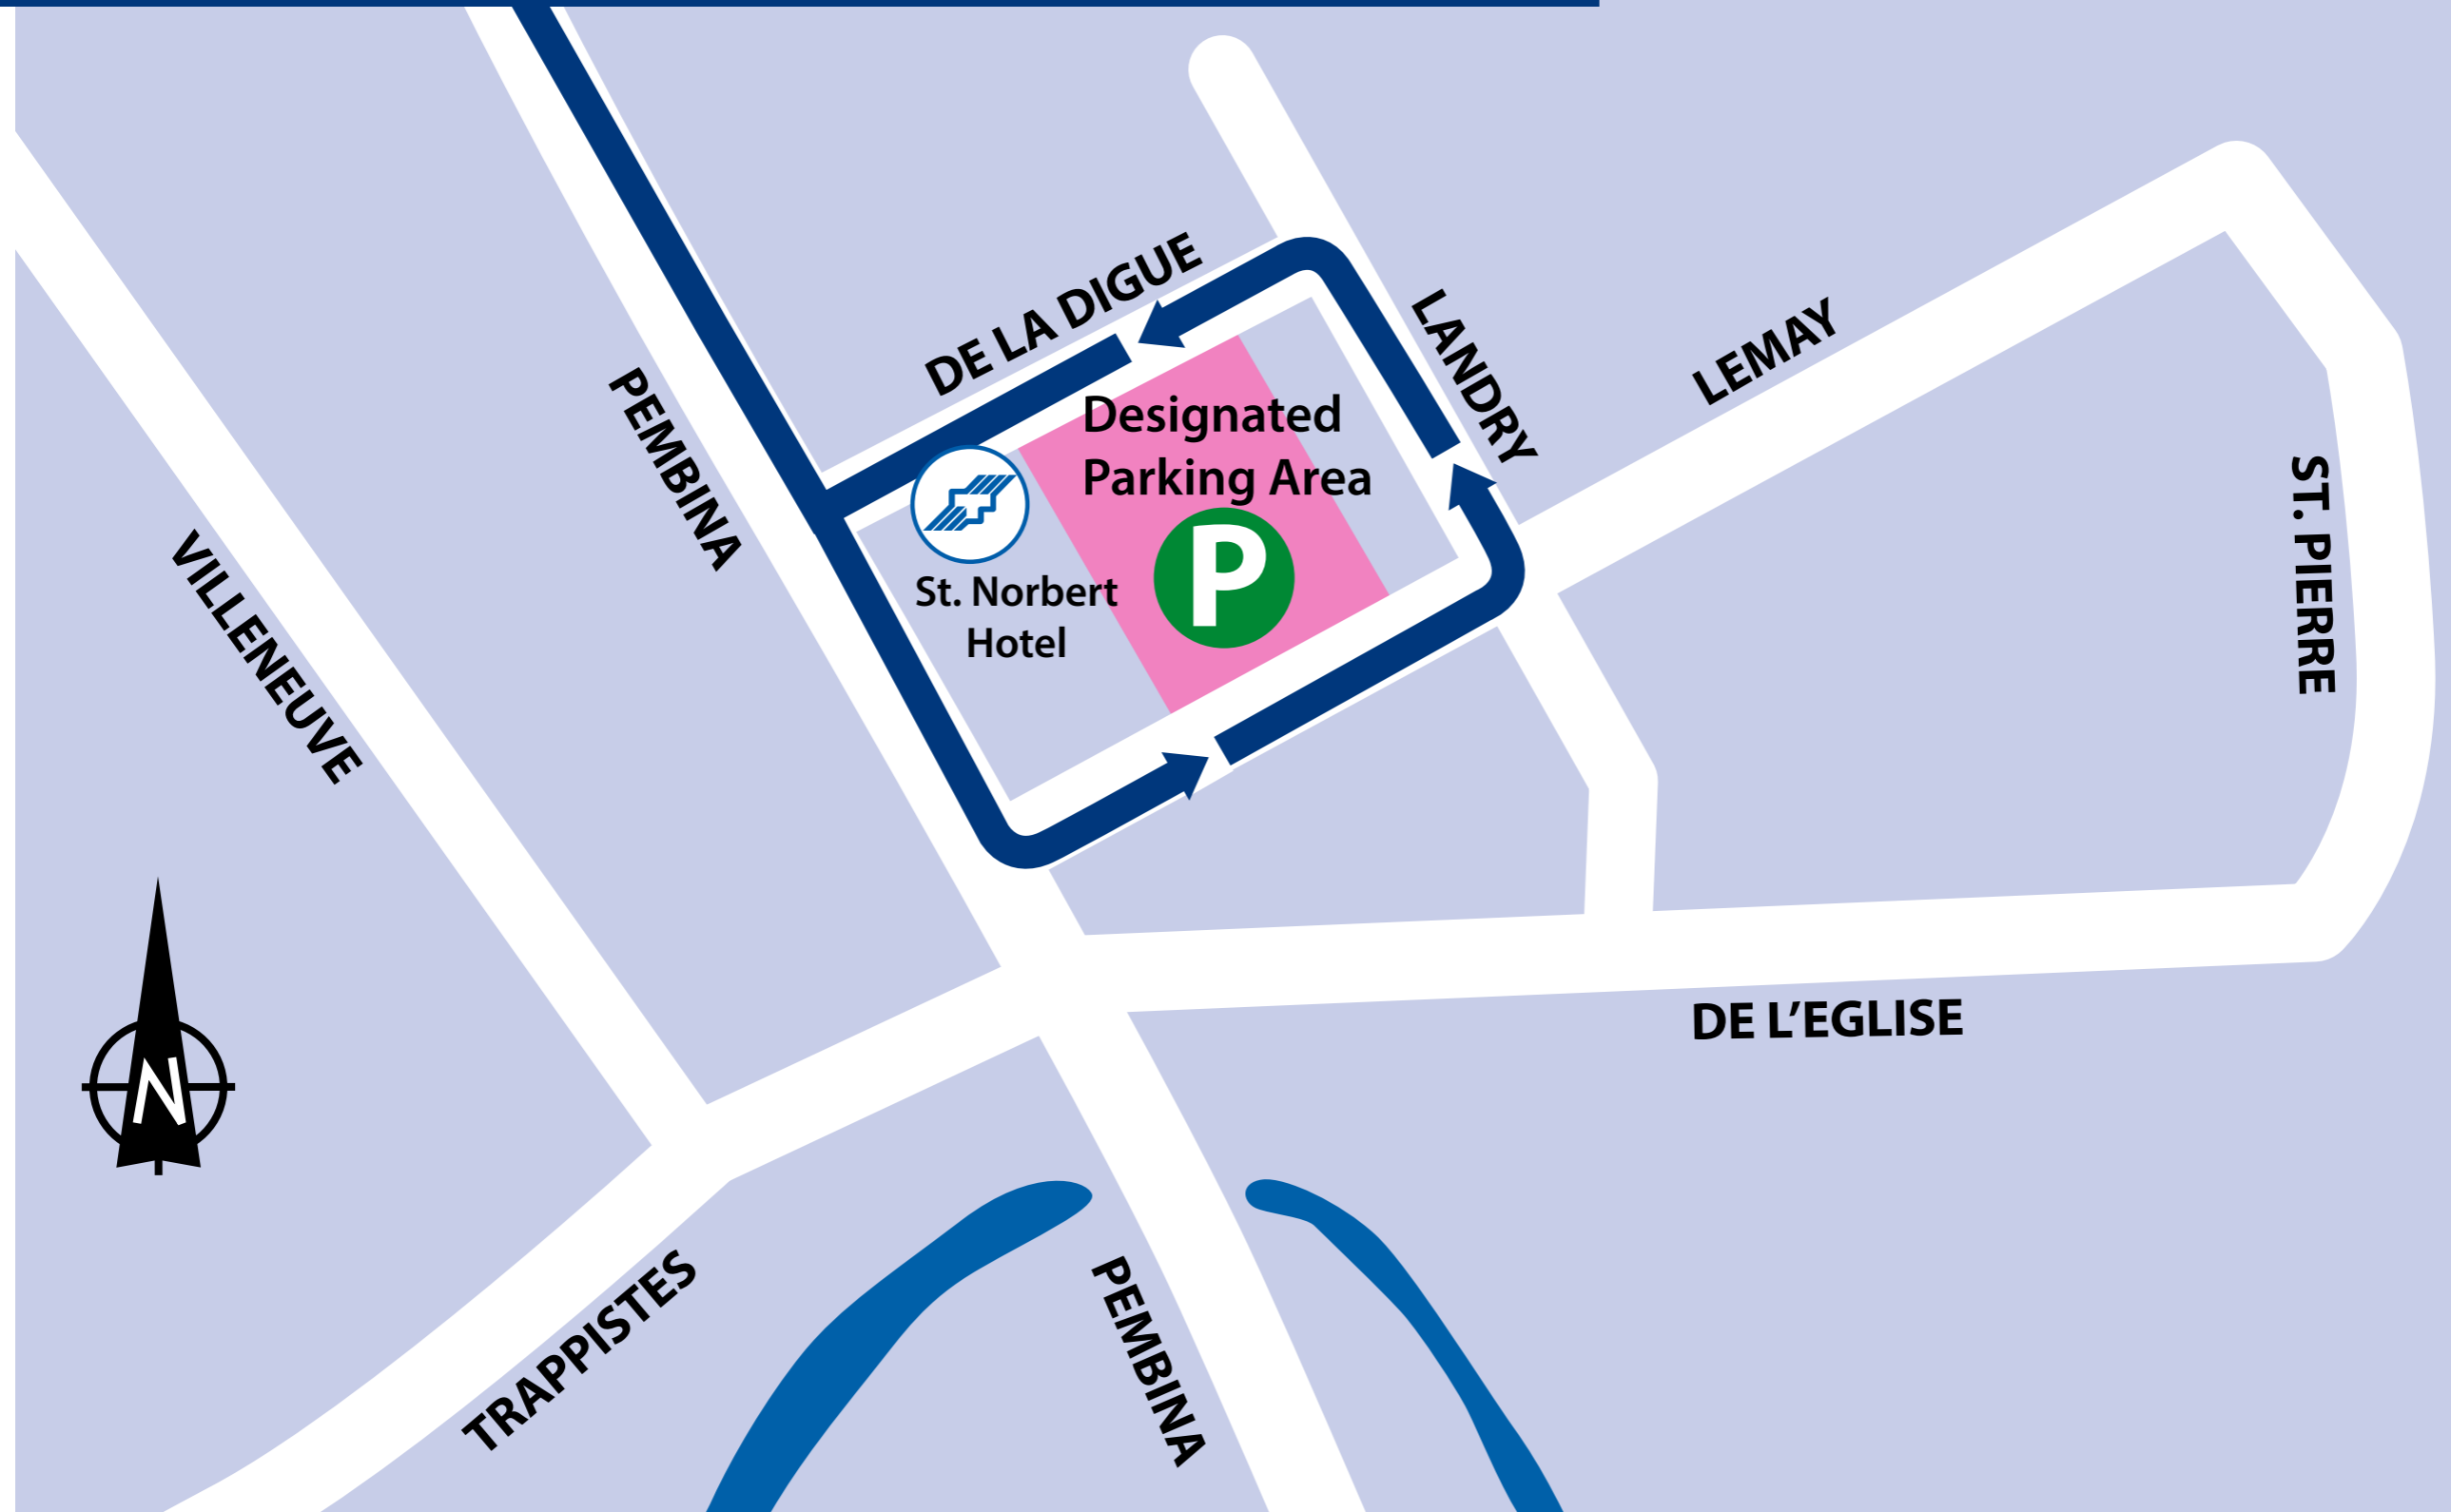 DE LA DIGUE
LANDRY
LEMAY
PEMBINA
Designated
Parking Area
P
St. Norbert
Hotel
ST. PIERRE
VILLENEUVE
DE L’EGLISE
N
TRAPPISTES
PEMBINA